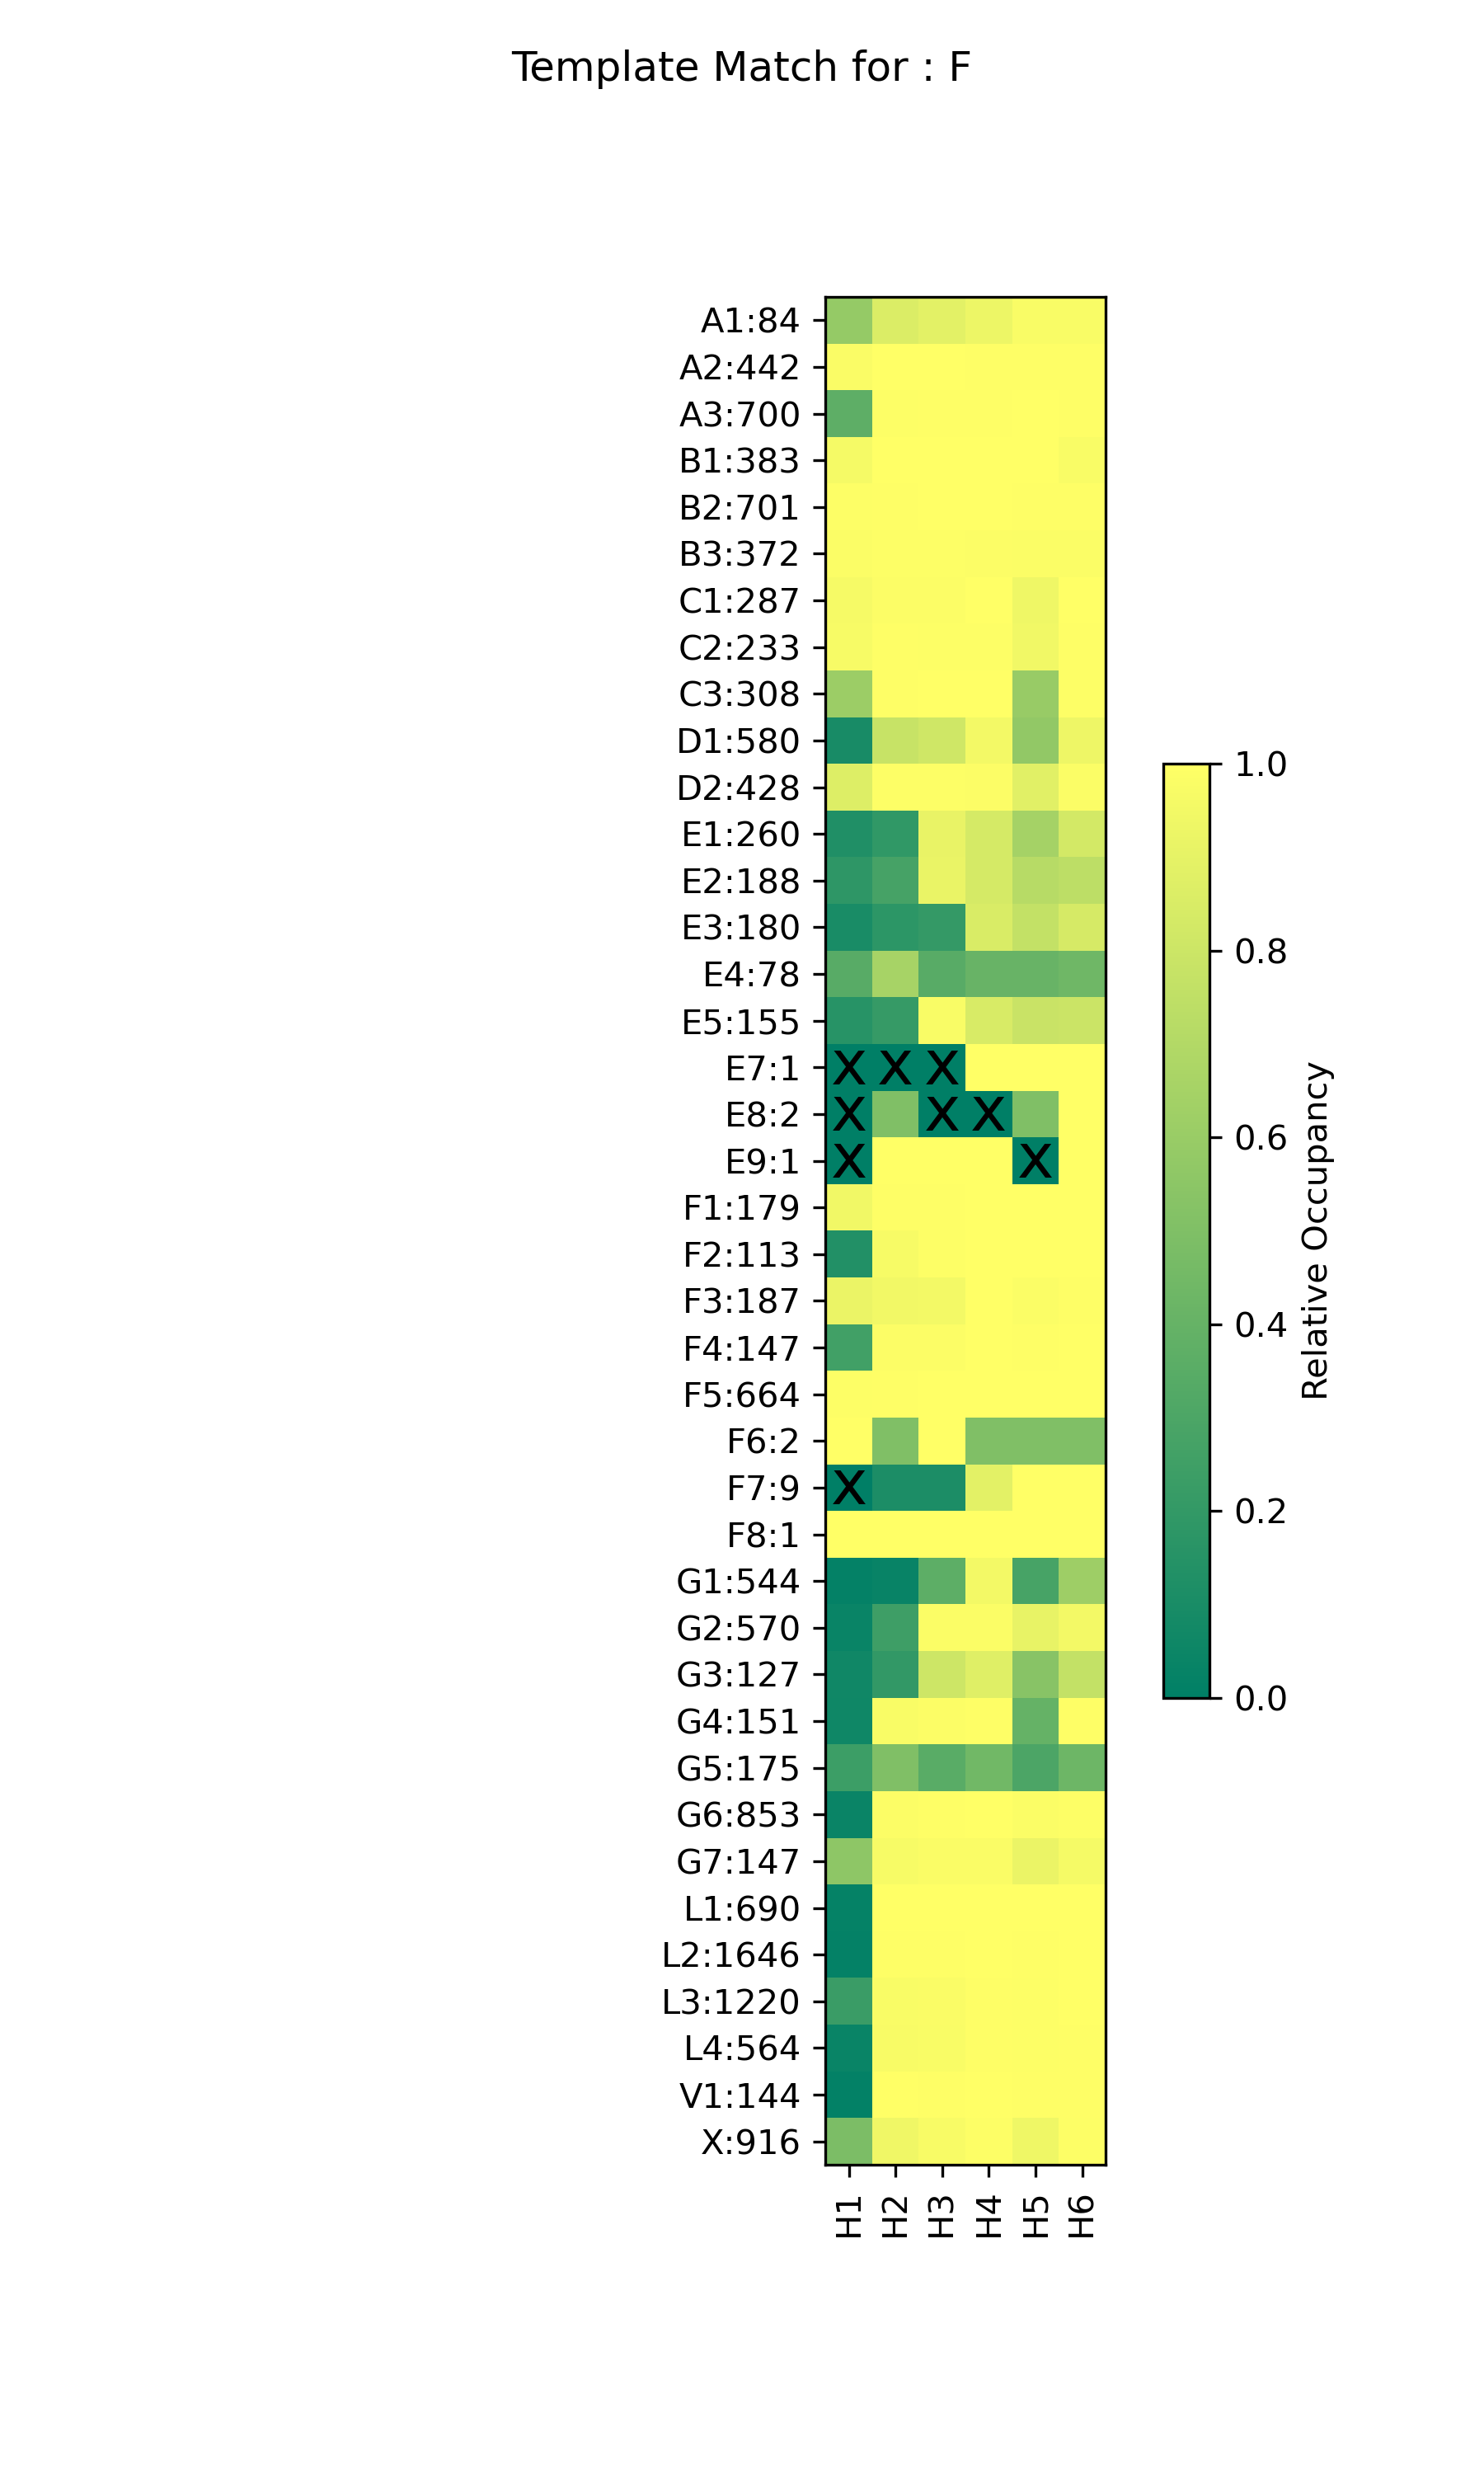 Template Match for : F
A1:84
A2:442
A3:700
B1:383
B2:701
B3:372
C1:287
C2:233
C3:308
D1:580
D2:428
E1:260
E2:188
E3:180
E4:78
E5:155
E7:1 X X X
E8:2 X X X
E9:1 X X
F1:179
F2:113
F3:187
F4:147
F5:664
F6:2
F7:9 X
F8:1
G1:544
G2:570
G3:127
G4:151
G5:175
G6:853
G7:147
L1:690
L2:1646
L3:1220
L4:564
V1:144
X:916
H1 H2 H3 H4 H5 H6
1.0
0.8
0.6
0.4
0.2
0.0
Relative Occupancy